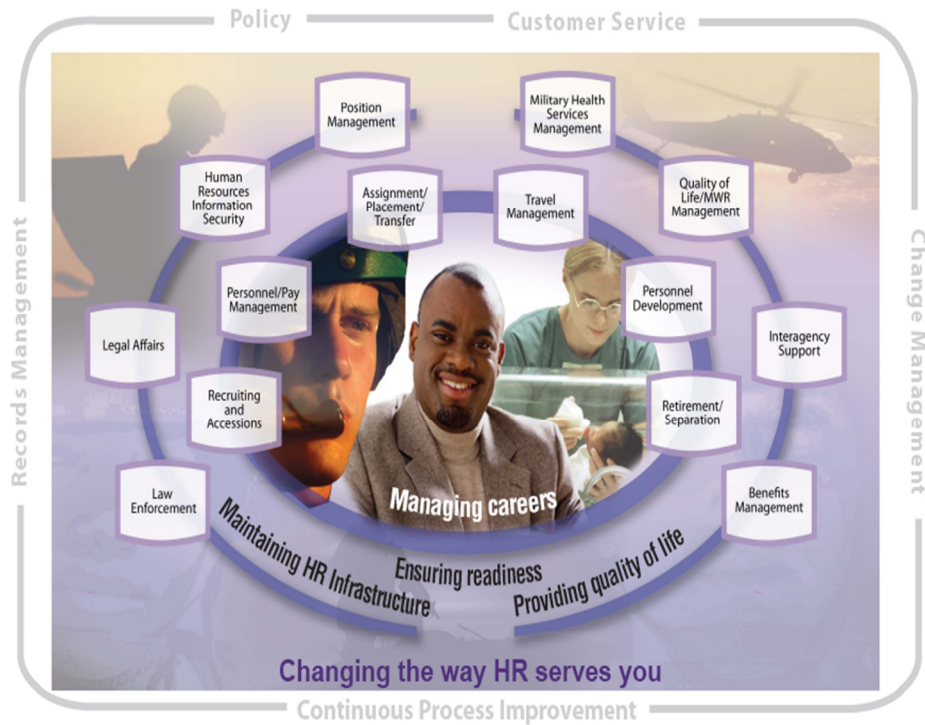 Policy
Customer Service
Position
Management
Military Health
Services
Management
Human
Resources
Information
Security
Assignment/
Placement/
Transfer
Travel
Management
Quality of
Life/MWR
Management
Personnel/Pay
Management
Personnel
Development
Legal Affairs
Interagency
Support
Recruiting
and
Accessions
Retirement/
Separation
Law
Enforcement
Benefits
Management
Managing careers
Maintaining HR Infrastructure
Ensuring readiness
Providing quality of life
Changing the way HR serves you
Records Management
Change Management
Continuous Process Improvement